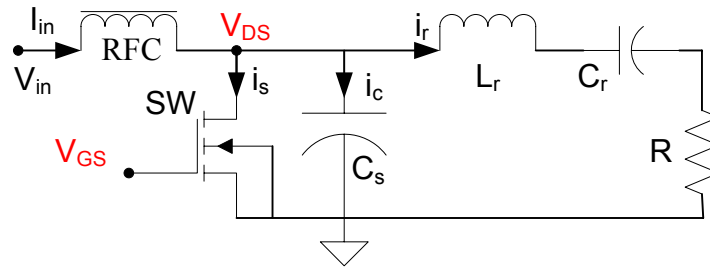 I_in
V_in
RFC
V_DS
i_s
SW
V_GS
i_c
C_s
i_r
L_r
C_r
R